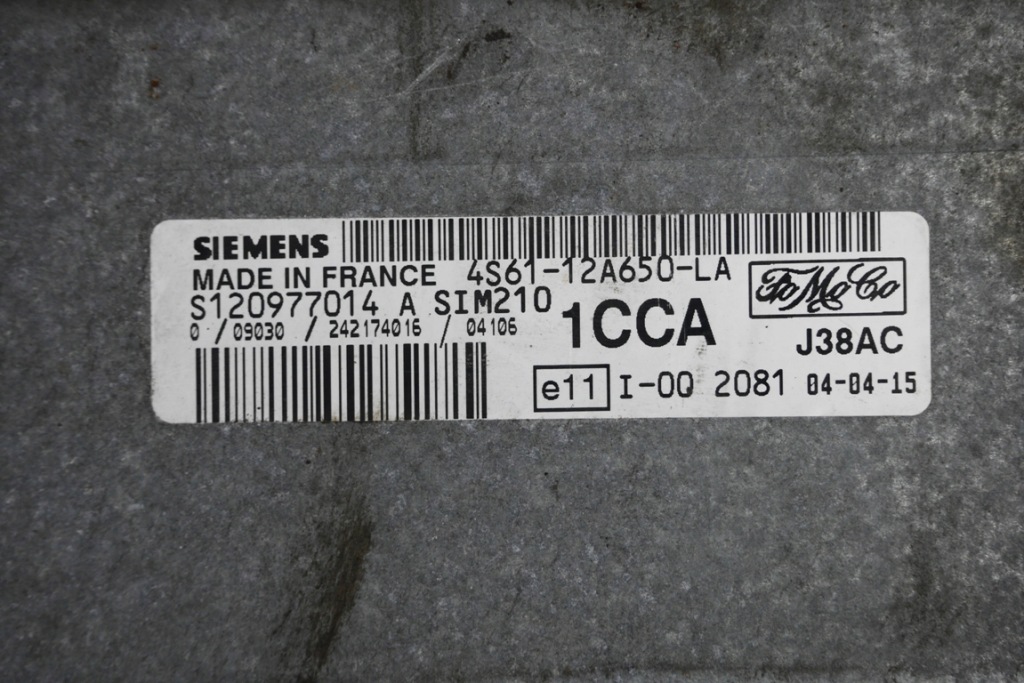 SIEMENS
MADE IN FRANCE 4S61-12A650-LA
S120977014 A SIM210
0 / 09030 / 242174016 / 04106
1CCA
FoMoCo
J38AC
e11 I-00 2081 04-04-15